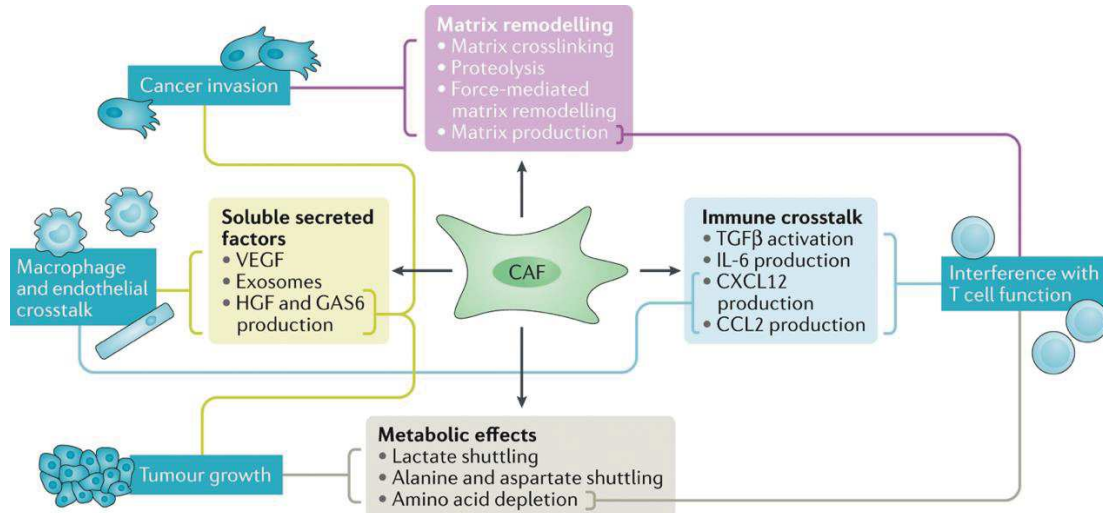 Matrix remodelling
• Matrix crosslinking
• Proteolysis
• Force-mediated
matrix remodelling
• Matrix production
Cancer invasion
Soluble secreted
factors
• VEGF
• Exosomes
• HGF and GAS6
production
Macrophage
and endothelial
crosstalk
CAF
Immune crosstalk
• TGFβ activation
• IL-6 production
• CXCL12
production
• CCL2 production
Interference with
T cell function
Metabolic effects
• Lactate shuttling
• Alanine and aspartate shuttling
• Amino acid depletion
Tumour growth